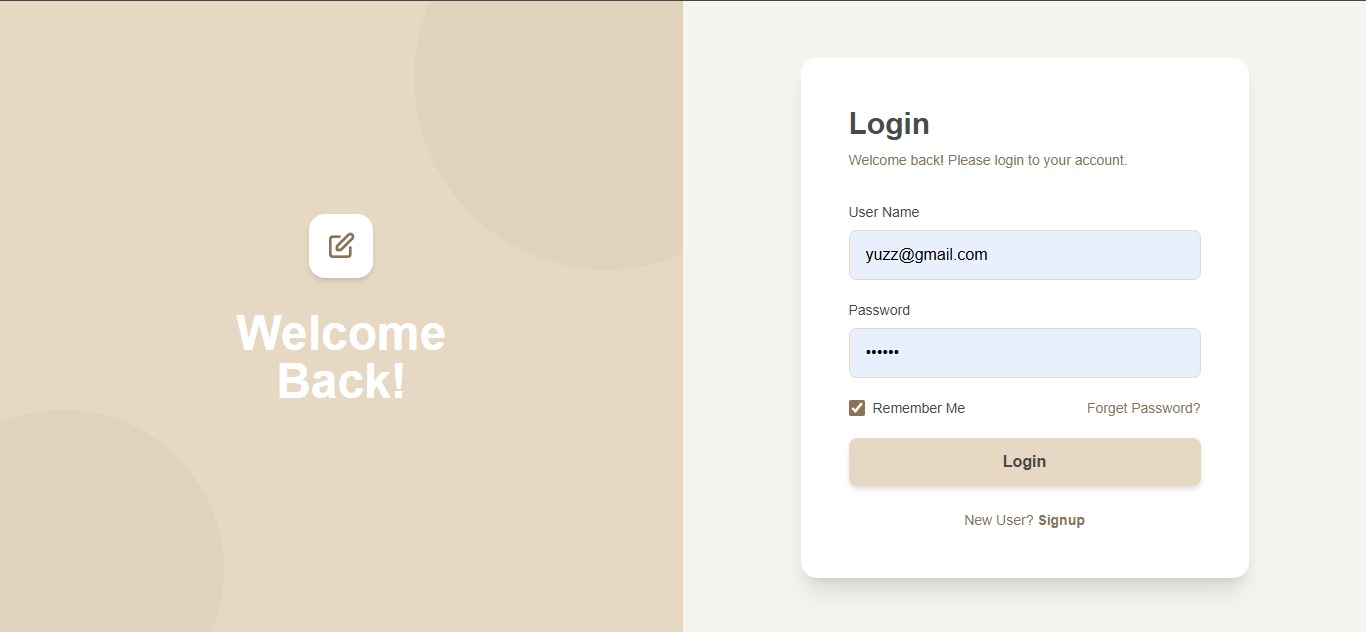 Welcome
Back!
Login
Welcome back! Please login to your account.
User Name
yuzz@gmail.com
Password
••••••
Remember Me
Forget Password?
Login
New User? Signup